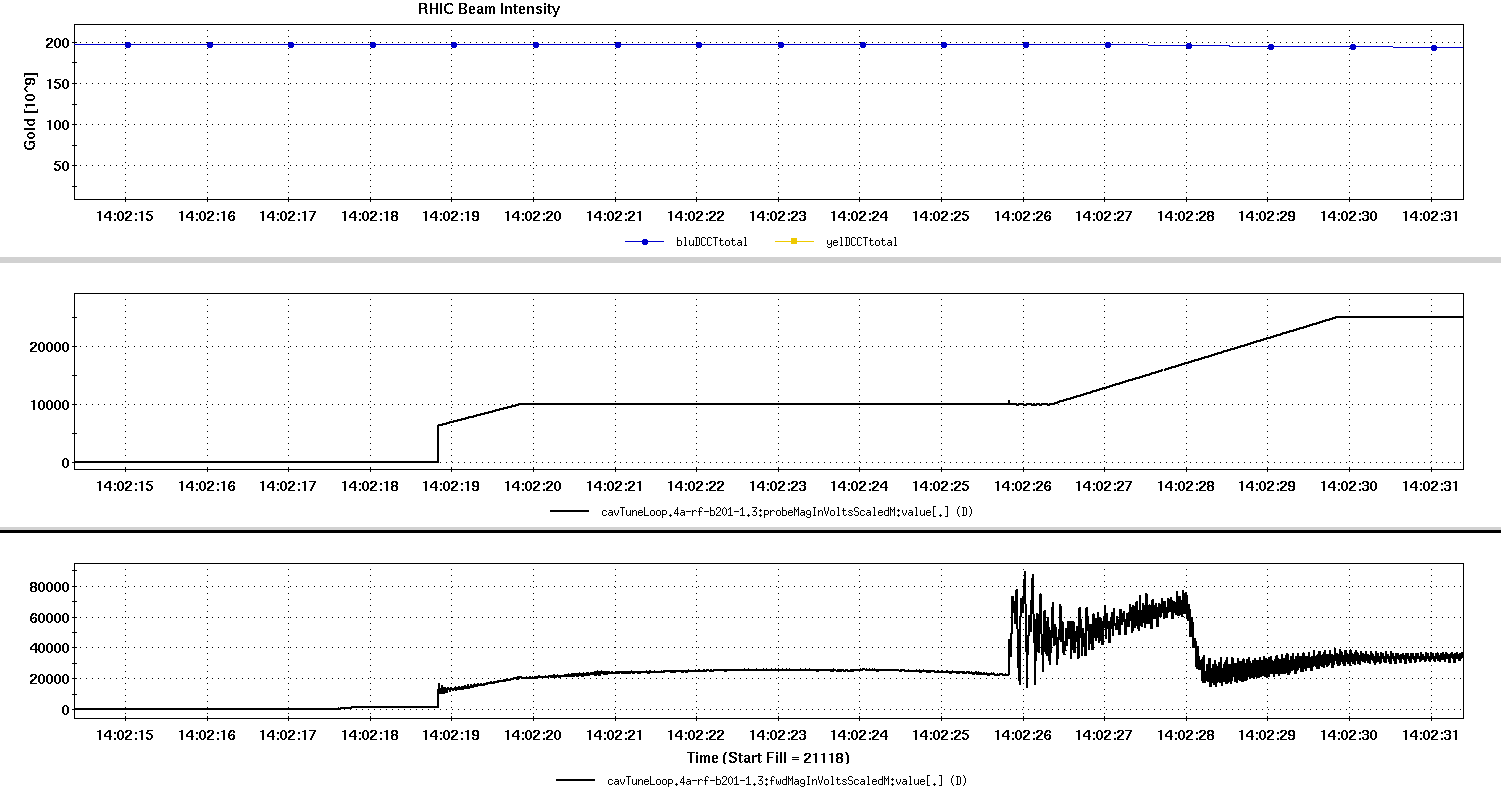 RHIC Beam Intensity
Gold [10^9]
200
150
100
50
14:02:15 14:02:16 14:02:17 14:02:18 14:02:19 14:02:20 14:02:21 14:02:22 14:02:23 14:02:24 14:02:25 14:02:26 14:02:27 14:02:28 14:02:29 14:02:30 14:02:31
bluDCCTtotal yelDCCTtotal
20000
10000
0
14:02:15 14:02:16 14:02:17 14:02:18 14:02:19 14:02:20 14:02:21 14:02:22 14:02:23 14:02:24 14:02:25 14:02:26 14:02:27 14:02:28 14:02:29 14:02:30 14:02:31
cavTuneLoop.4a-rf-b201-1.3:probeMagInVoltsScaledM:value[.] (D)
80000
60000
40000
20000
0
14:02:15 14:02:16 14:02:17 14:02:18 14:02:19 14:02:20 14:02:21 14:02:22 14:02:23 14:02:24 14:02:25 14:02:26 14:02:27 14:02:28 14:02:29 14:02:30 14:02:31
Time (Start Fill = 21118)
cavTuneLoop.4a-rf-b201-1.3:fwdMagInVoltsScaledM:value[.] (D)